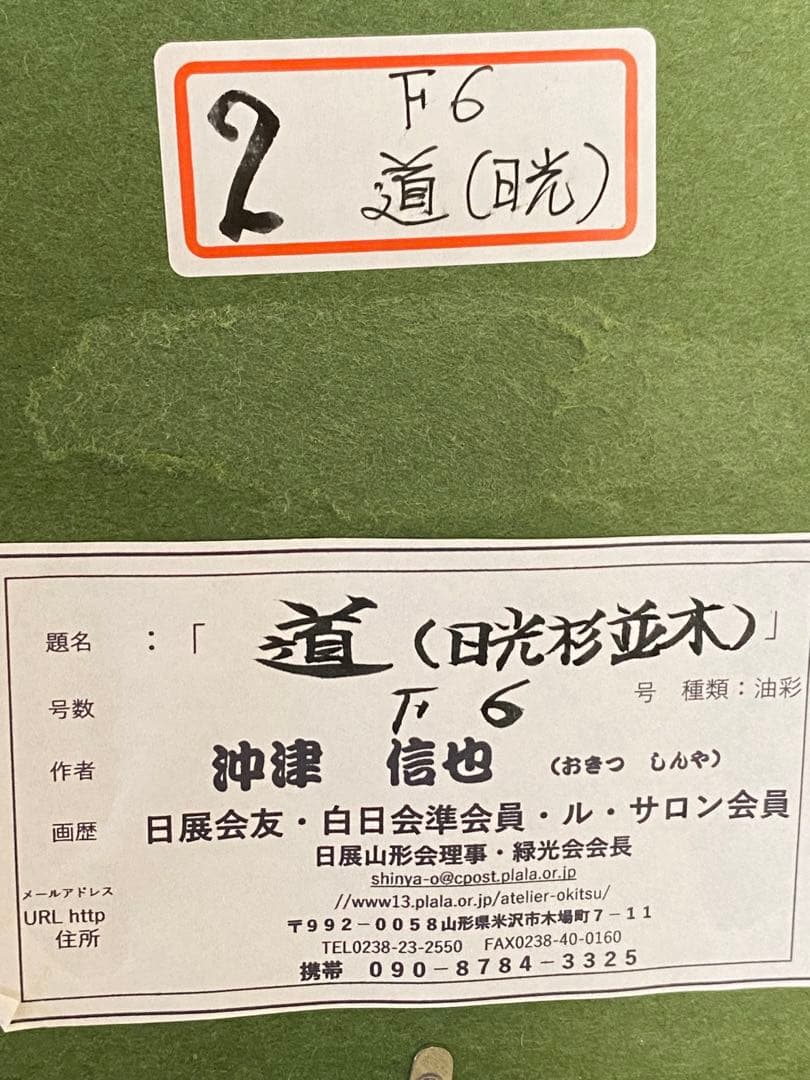 2
F6
道(日光)
題名 :「 道(日光杉並木)」
号数 F 6 号 種類:油彩
作者 沖津 信也 (おきつ しんや)
画歴 日展会友・白日会準会員・ル・サロン会員
日展山形会理事・緑光会会長
メールアドレス shinya-o@cpost.plala.or.jp
URL http //www13.plala.or.jp/atelier-okitsu/
住所 〒992-0058山形県米沢市木場町7-11
TEL0238-23-2550 FAX0238-40-0160
携帯 090-8784-3325